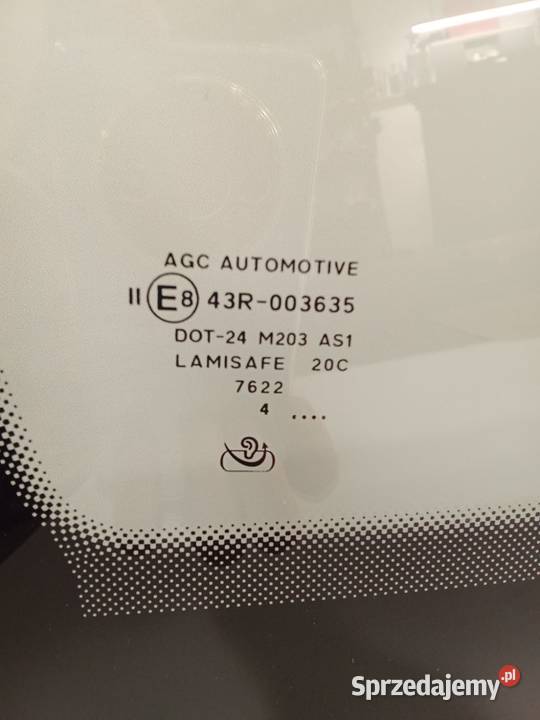 AGC AUTOMOTIVE
II E8 43R-003635
DOT-24 M203 AS1
LAMISAFE 20C
7622
4 ....
Sprzedajemy.pl